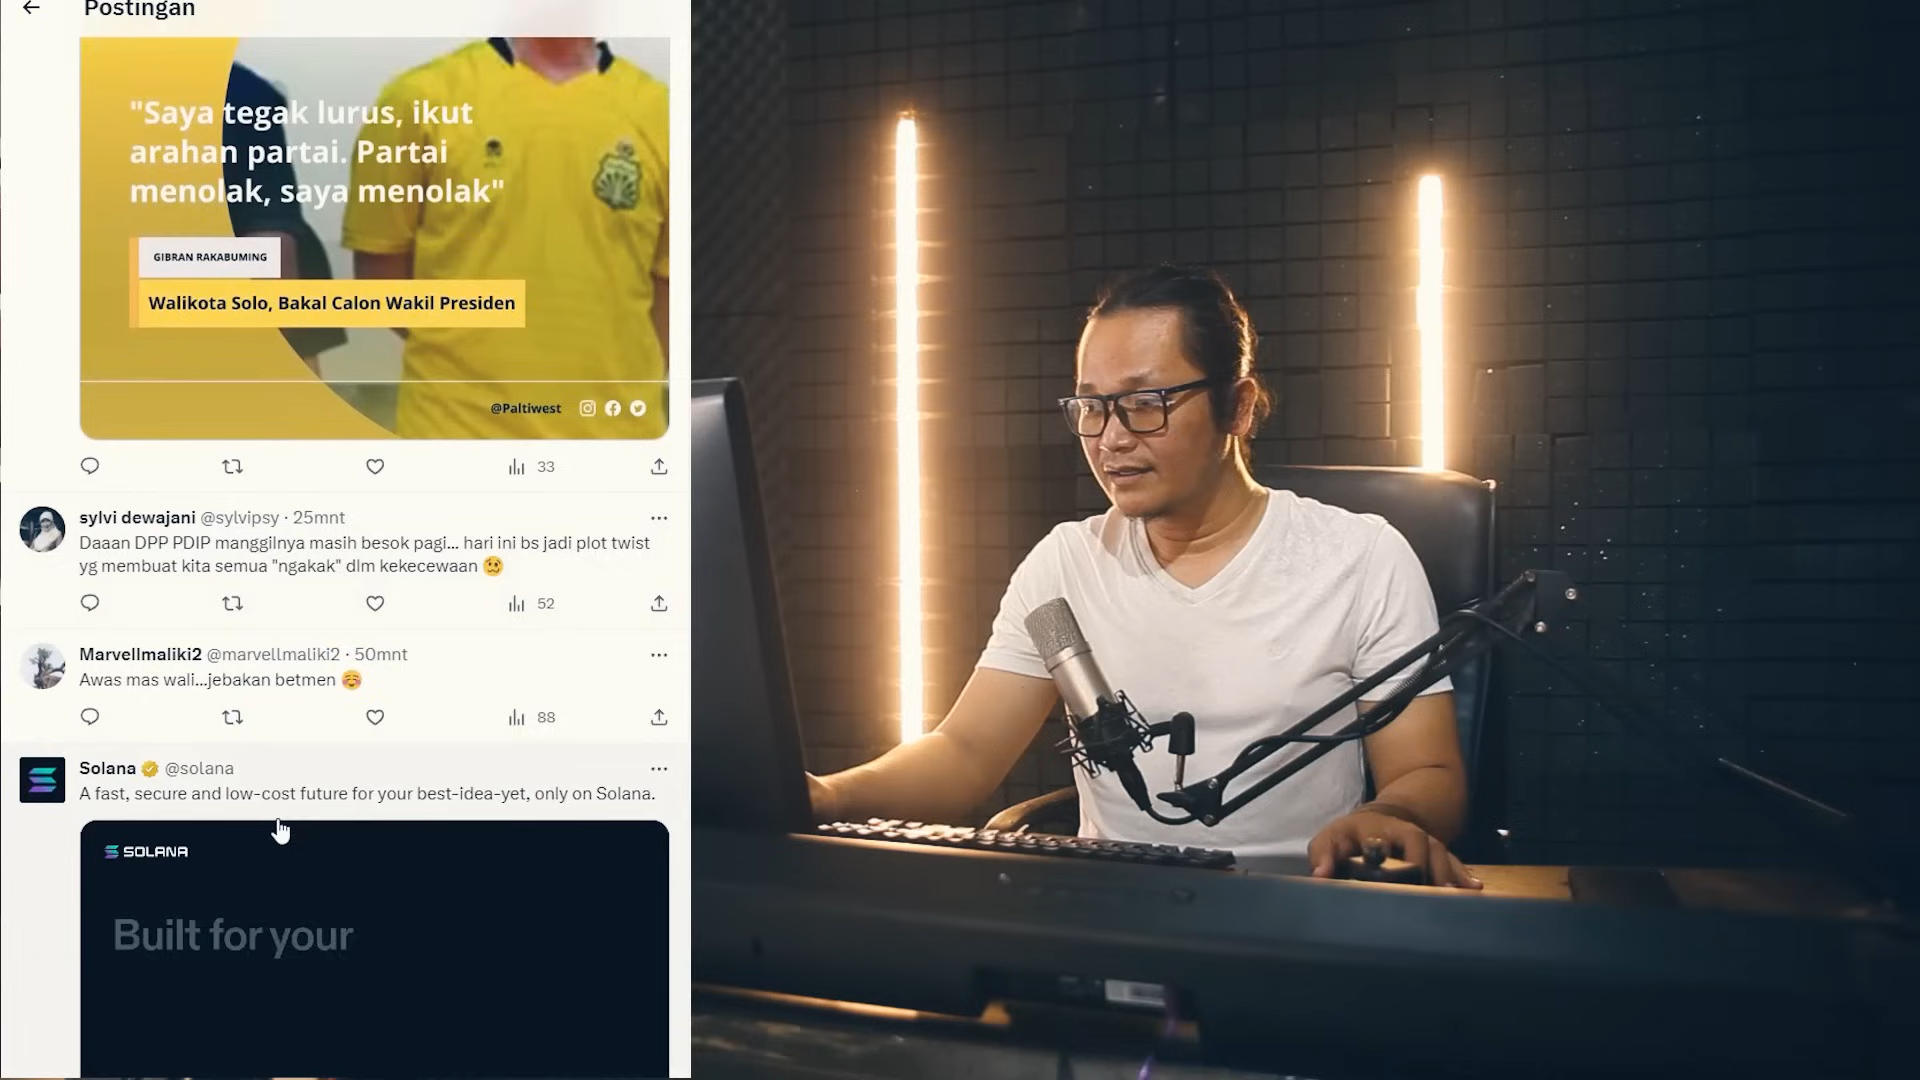 Postingan
"Saya tegak lurus, ikut
arahan partai. Partai
menolak, saya menolak"
GIBRAN RAKABUMING
Walikota Solo, Bakal Calon Wakil Presiden
@Paltiwest
33
sylvi dewajani @sylvipsy · 25mnt
Daaan DPP PDIP manggilnya masih besok pagi... hari ini bs jadi plot twist
yg membuat kita semua "ngakak" dlm kekecewaan 🥴
52
Marvellmaliki2 @marvellmaliki2 · 50mnt
Awas mas wali...jebakan betmen ☺️
88
Solana @solana
A fast, secure and low-cost future for your best-idea-yet, only on Solana.
SOLANA
Built for your